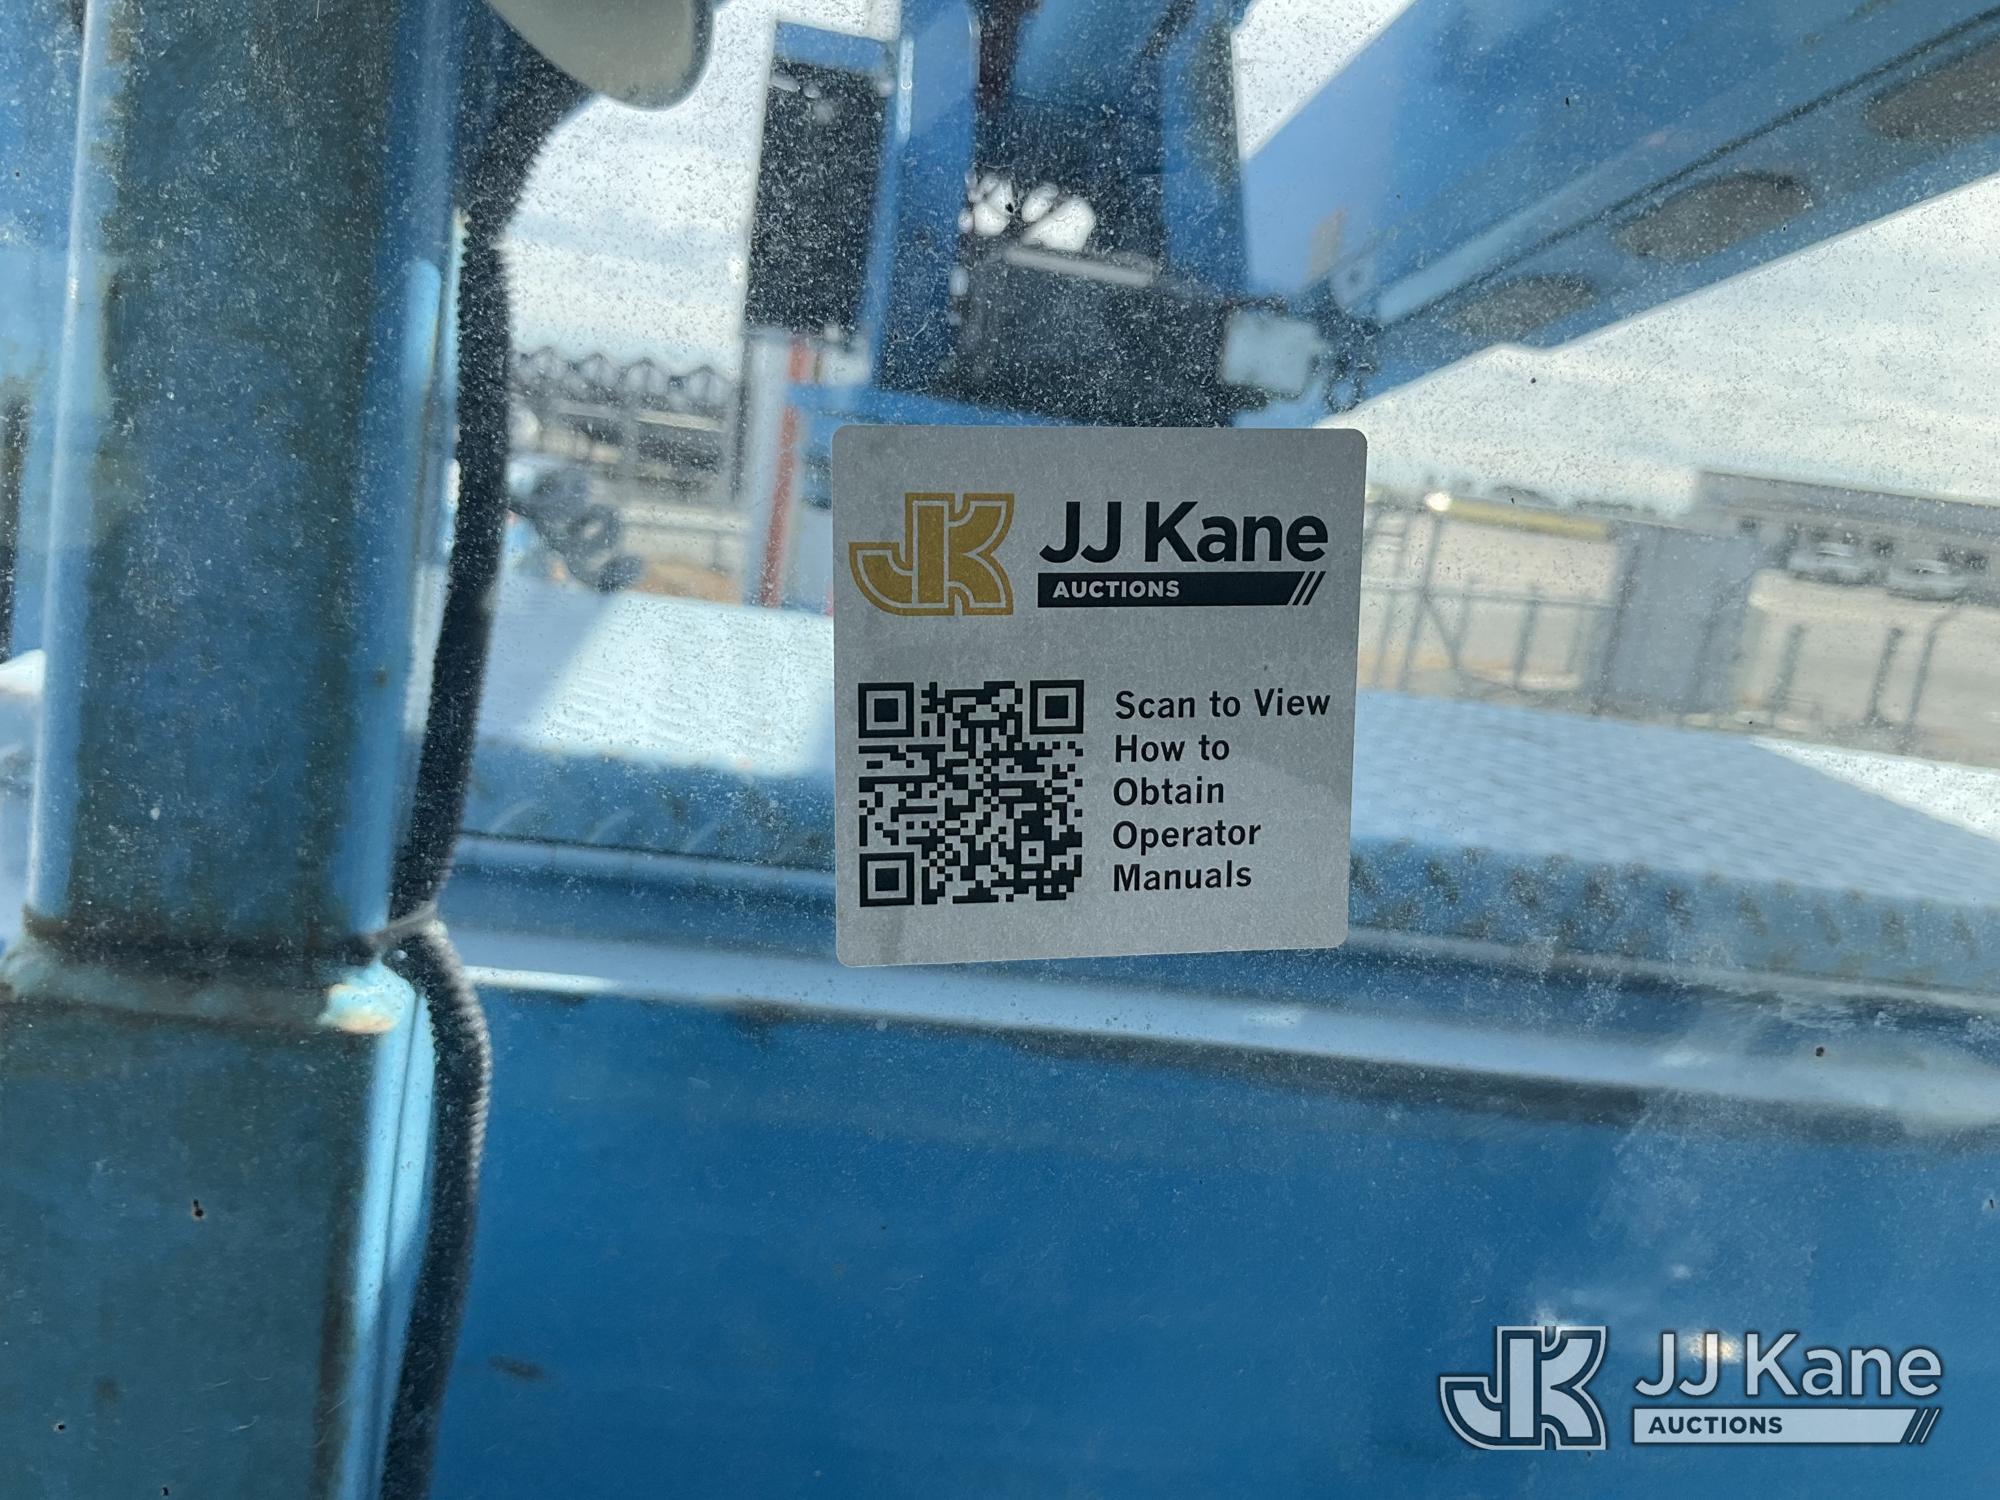 JK JJ Kane
AUCTIONS
Scan to View
How to
Obtain
Operator
Manuals
JK JJ Kane
AUCTIONS